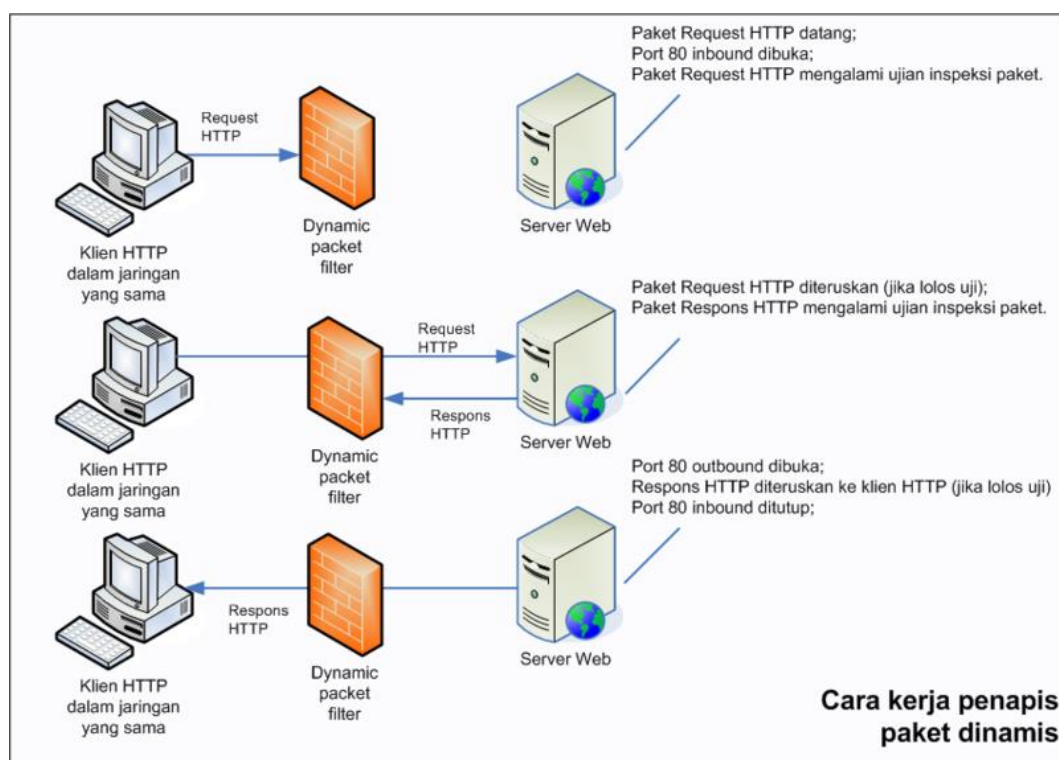 Paket Request HTTP datang;
Port 80 inbound dibuka;
Paket Request HTTP mengalami ujian inspeksi paket.
Request
HTTP
Klien HTTP
dalam jaringan
yang sama
Dynamic
packet
filter
Server Web
Paket Request HTTP diteruskan (jika lolos uji);
Paket Respons HTTP mengalami ujian inspeksi paket.
Request
HTTP
Respons
HTTP
Klien HTTP
dalam jaringan
yang sama
Dynamic
packet
filter
Server Web
Port 80 outbound dibuka;
Respons HTTP diteruskan ke klien HTTP (jika lolos uji)
Port 80 inbound ditutup;
Respons
HTTP
Klien HTTP
dalam jaringan
yang sama
Dynamic
packet
filter
Server Web
Cara kerja penapis
paket dinamis